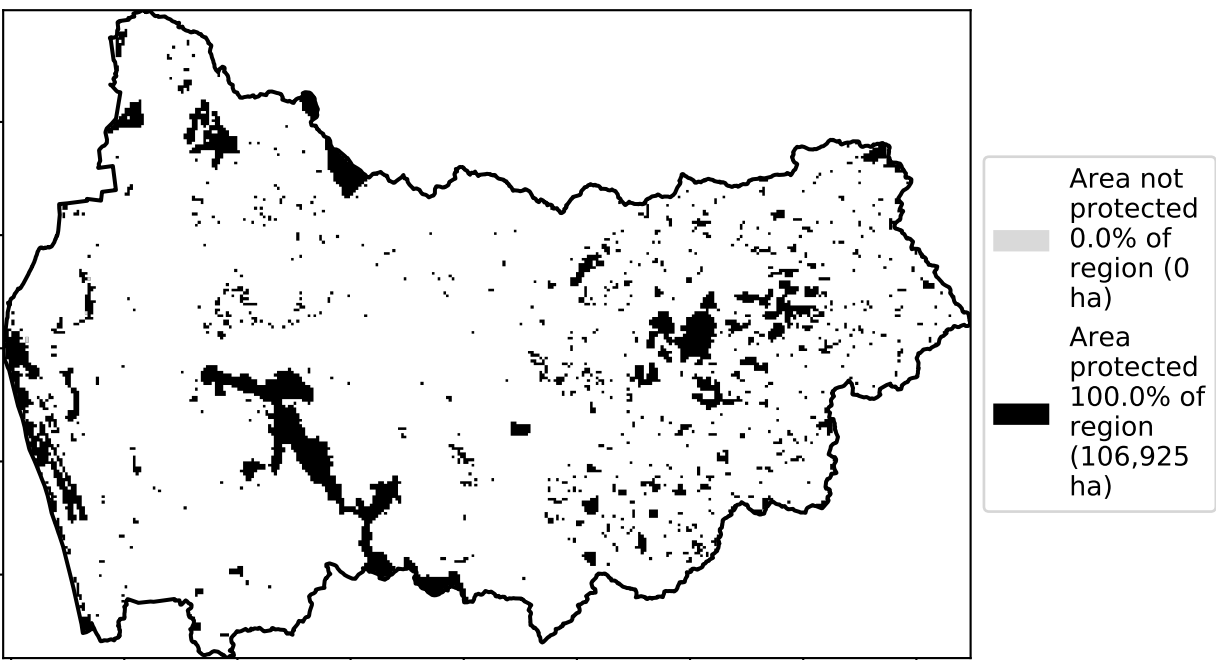 Area not
protected
0.0% of
region (0
ha)
Area
protected
100.0% of
region
(106,925
ha)